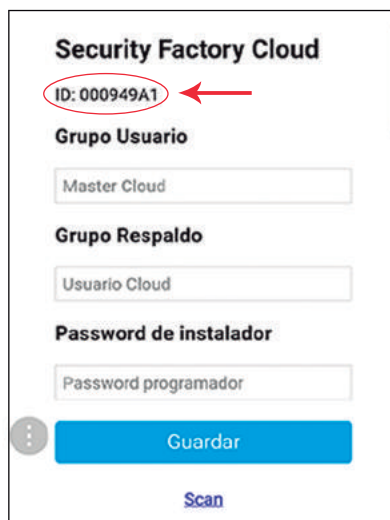 Security Factory Cloud
ID: 000949A1
Grupo Usuario
Master Cloud
Grupo Respaldo
Usuario Cloud
Password de instalador
Password programador
Guardar
Scan